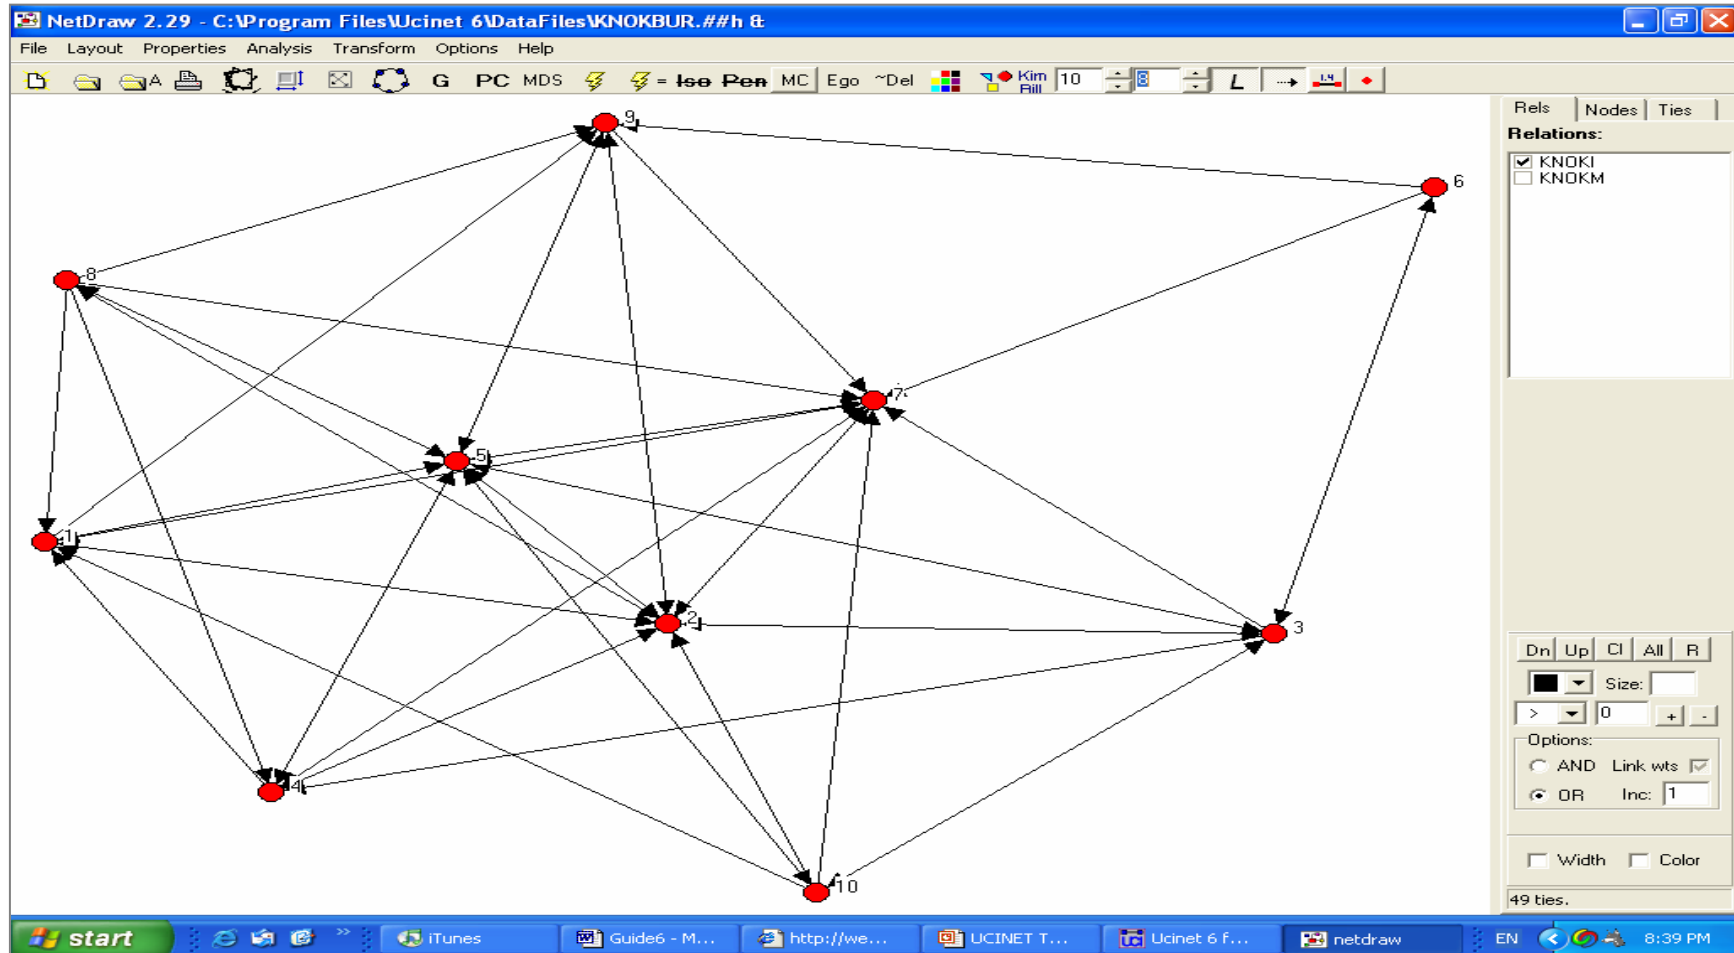 NetDraw 2.29 - C:\Program Files\Ucinet 6\DataFiles\KNOKBUR.##h &
File Layout Properties Analysis Transform Options Help
A G PC MDS = Iso Pen MC Ego ~Del Kim Bill 10 8 L 1.4
Rels Nodes Ties
Relations:
KNOKI
KNOKM
9
6
8
7
5
1
2
3
4
10
Dn Up Cl All R
Size:
> 0 + -
Options:
AND Link wts
OR Inc: 1
Width Color
49 ties.
start iTunes Guide6 - M... http://we... UCINET T... Ucinet 6 f... netdraw EN 8:39 PM